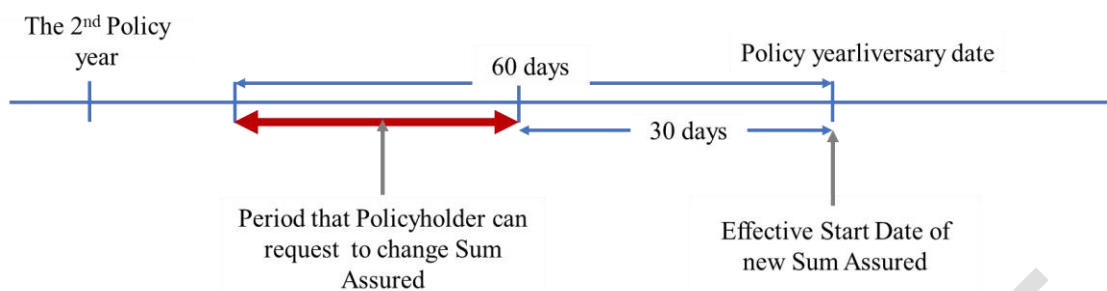 The 2nd Policy
year
60 days
Policy yearliversary date
30 days
Period that Policyholder can
request to change Sum
Assured
Effective Start Date of
new Sum Assured